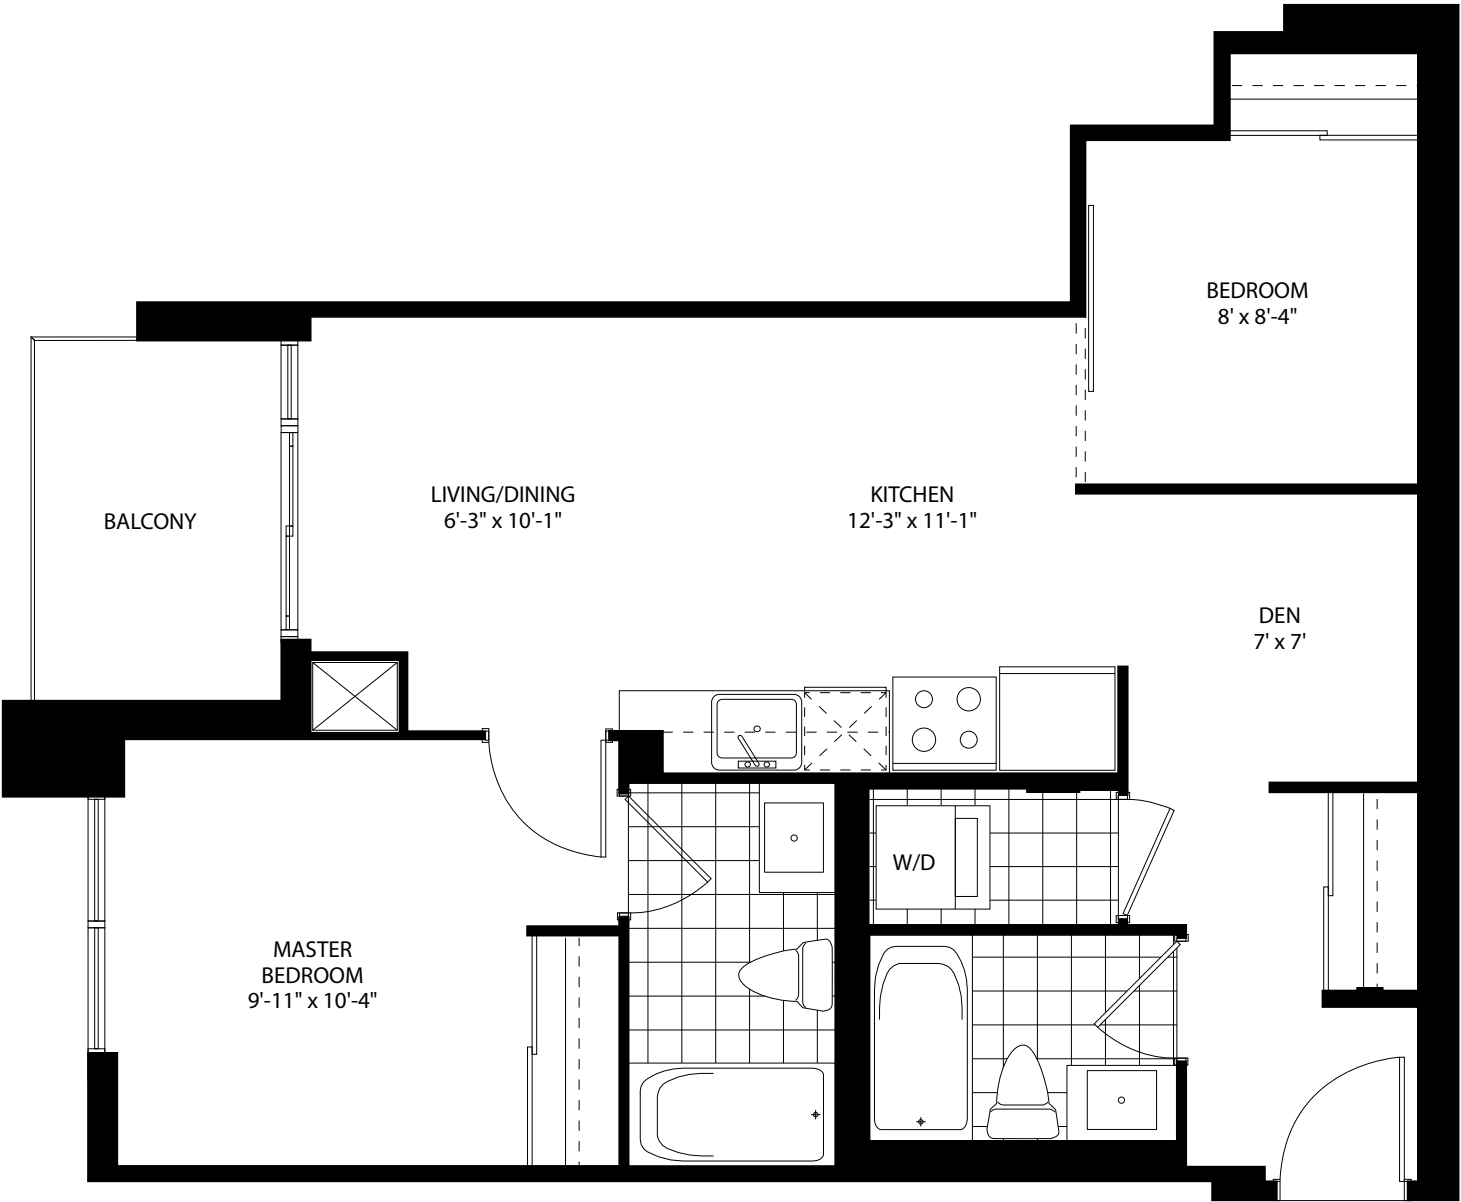 BEDROOM
8' x 8'-4"
LIVING/DINING
6'-3" x 10'-1"
KITCHEN
12'-3" x 11'-1"
BALCONY
DEN
7' x 7'
W/D
MASTER
BEDROOM
9'-11" x 10'-4"